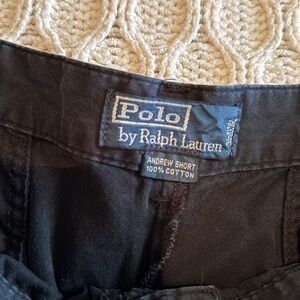 Polo
by Ralph Lauren
ANDREW SHORT
100% COTTON